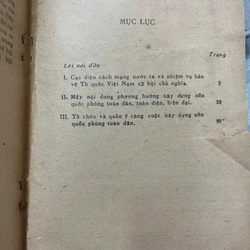 MỤC LỤC
Trang
Lời nói đầu
I. Cục diện cách mạng nước ta và nhiệm vụ bảo
vệ Tổ quốc Việt Nam xã hội chủ nghĩa. 5
II. Mấy nội dung phương hướng xây dựng nền
quốc phòng toàn dân, toàn diện, hiện đại. 39
III. Tổ chức và quản lý công cuộc xây dựng nền
quốc phòng toàn dân.